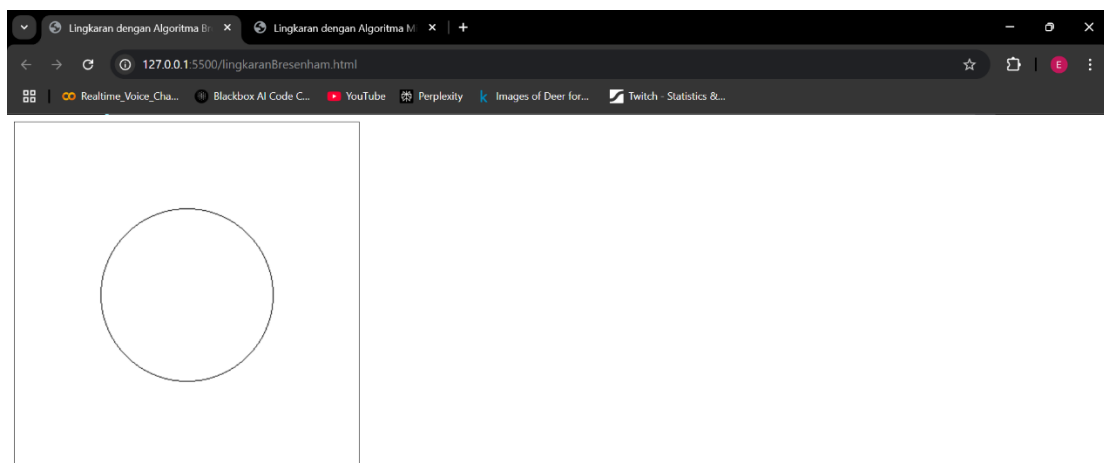 Lingkaran dengan Algoritma Br
Lingkaran dengan Algoritma M
127.0.0.1:5500/lingkaranBresenham.html
E
Realtime_Voice_Cha... Blackbox AI Code C... YouTube Perplexity Images of Deer for... Twitch - Statistics &...